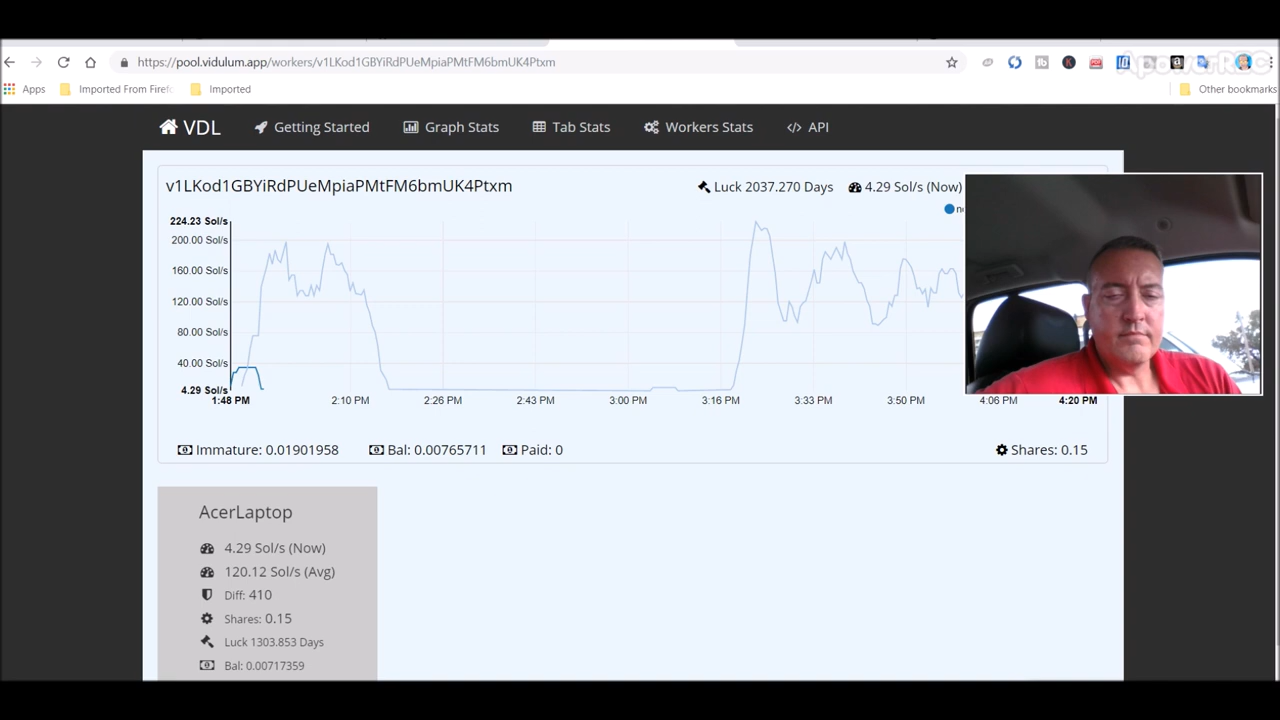 ApowerREC
https://pool.vidulum.app/workers/v1LKod1GBYiRdPUeMpiaPMtFM6bmUK4Ptxm
Apps Imported From Firefo Imported Other bookmarks
VDL Getting Started Graph Stats Tab Stats Workers Stats </> API
v1LKod1GBYiRdPUeMpiaPMtFM6bmUK4Ptxm Luck 2037.270 Days 4.29 Sol/s (Now)
224.23 Sol/s
200.00 Sol/s
160.00 Sol/s
120.00 Sol/s
80.00 Sol/s
40.00 Sol/s
4.29 Sol/s
1:48 PM 2:10 PM 2:26 PM 2:43 PM 3:00 PM 3:16 PM 3:33 PM 3:50 PM 4:06 PM 4:20 PM
Immature: 0.01901958 Bal: 0.00765711 Paid: 0 Shares: 0.15
AcerLaptop
4.29 Sol/s (Now)
120.12 Sol/s (Avg)
Diff: 410
Shares: 0.15
Luck 1303.853 Days
Bal: 0.00717359